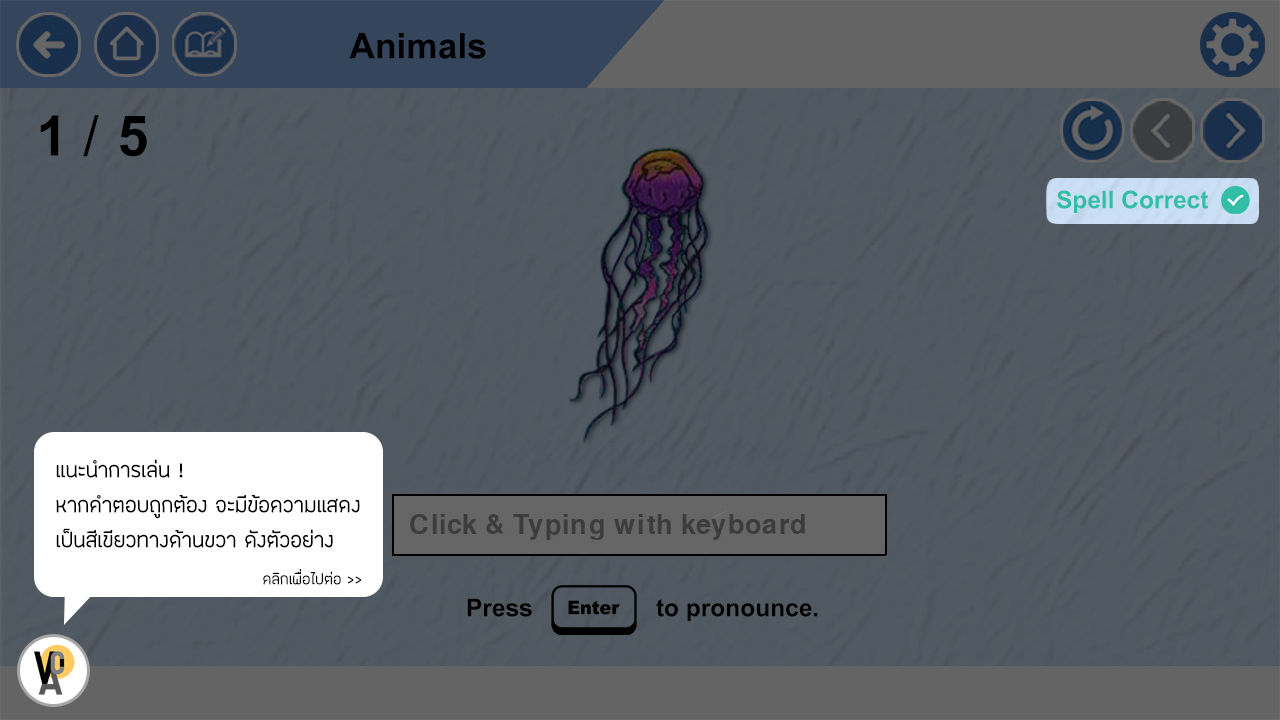 Animals
1 / 5
Spell Correct
แนะนำการเล่น !
หากคำตอบถูกต้อง จะมีข้อความแสดง
เป็นสีเขียวทางด้านขวา ดังตัวอย่าง
คลิกเพื่อไปต่อ >>
Click & Typing with keyboard
Press Enter to pronounce.
VCA